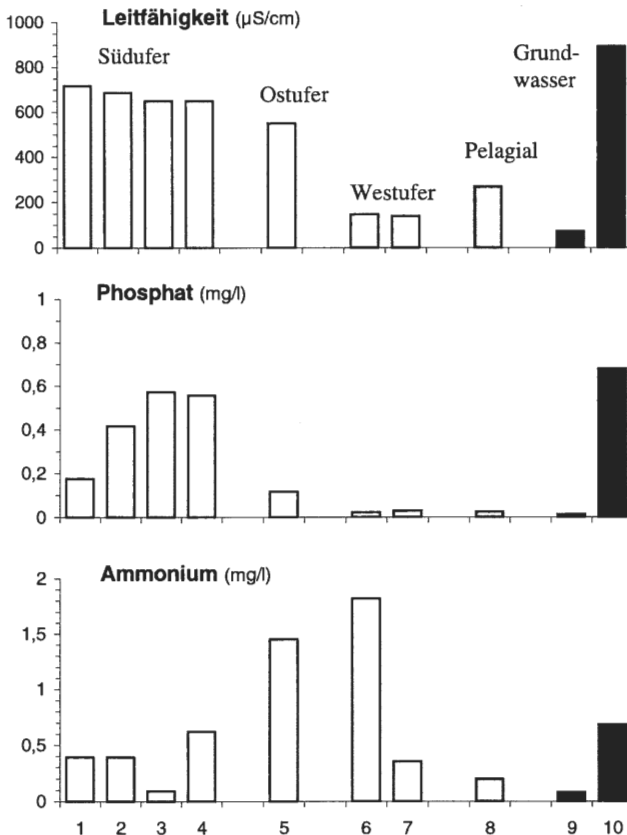 Leitfähigkeit (µS/cm)
1000
800
600
400
200
0
Südufer
Ostufer
Westufer
Pelagial
Grund-
wasser
Phosphat (mg/l)
1
0,8
0,6
0,4
0,2
0
Ammonium (mg/l)
2
1,5
1
0,5
0
1 2 3 4 5 6 7 8 9 10